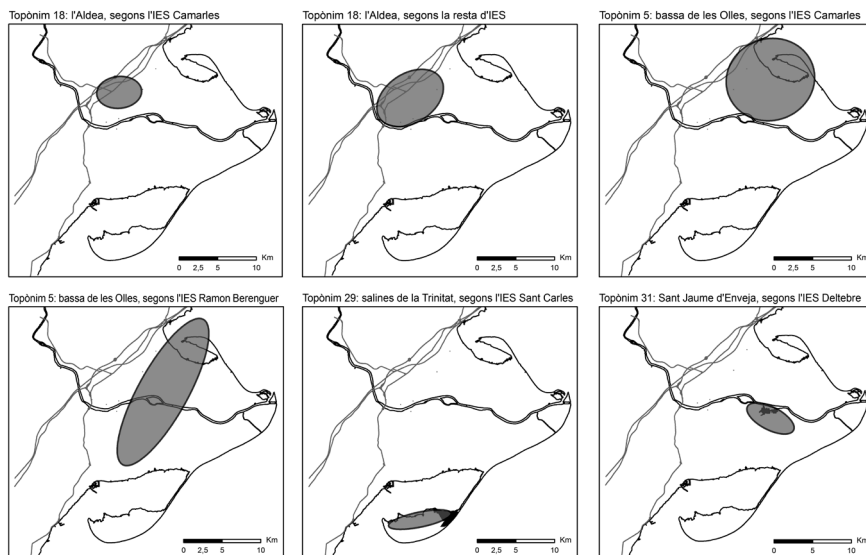 Topònim 18: l'Aldea, segons l'IES Camarles
Topònim 18: l'Aldea, segons la resta d'IES
Topònim 5: bassa de les Olles, segons l'IES Camarles
Km
0 2,5 5 10
Km
0 2,5 5 10
Km
0 2,5 5 10
Topònim 5: bassa de les Olles, segons l'IES Ramon Berenguer
Topònim 29: salines de la Trinitat, segons l'IES Sant Carles
Topònim 31: Sant Jaume d'Enveja, segons l'IES Deltebre
Km
0 2,5 5 10
Km
0 2,5 5 10
Km
0 5 10